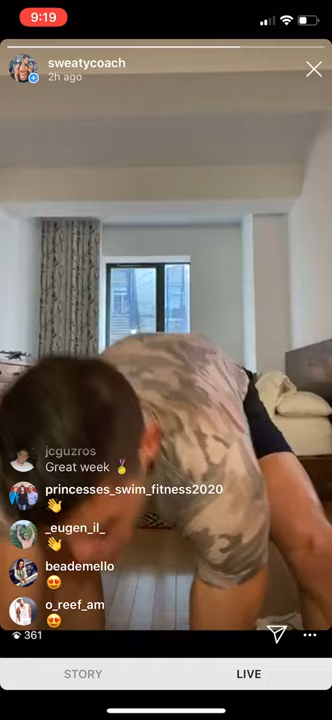 9:19
sweatycoach
2h ago
jcguzros
Great week
princesses_swim_fitness2020
_eugen_il_
beademello
o_reef_am
361
STORY
LIVE